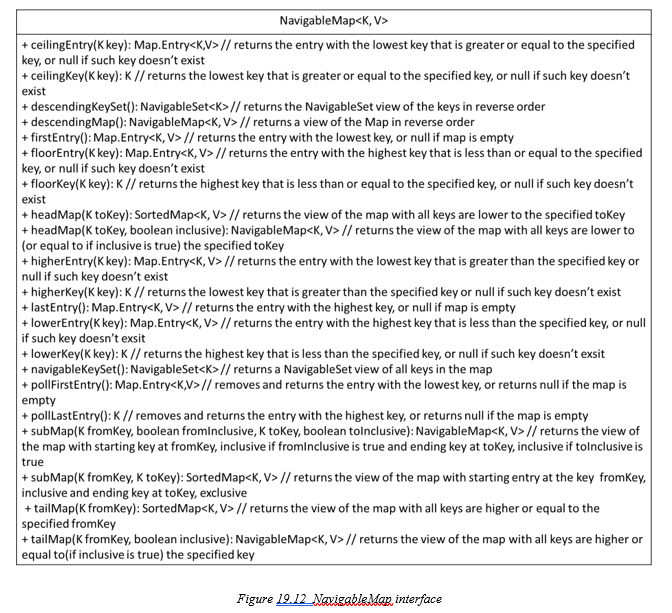 NavigableMap<K, V>
+ ceilingEntry(K key): Map.Entry<K,V> // returns the entry with the lowest key that is greater or equal to the specified
key, or null if such key doesn't exist
+ ceilingKey(K key): K // returns the lowest key that is greater or equal to the specified key, or null if such key doesn't
exist
+ descendingKeySet(): NavigableSet<K> // returns the NavigableSet view of the keys in reverse order
+ descendingMap(): NavigableMap<K, V> // returns a view of the Map in reverse order
+ firstEntry(): Map.Entry<K, V> // returns the entry with the lowest key, or null if map is empty
+ floorEntry(K key): Map.Entry<K, V> // returns the entry with the highest key that is less than or equal to the specified
key, or null if such key doesn't exist
+ floorKey(K key): K // returns the highest key that is less than or equal to the specified key, or null if such key doesn't
exist
+ headMap(K toKey): SortedMap<K, V> // returns the view of the map with all keys are lower to the specified toKey
+ headMap(K toKey, boolean inclusive): NavigableMap<K, V> // returns the view of the map with all keys are lower to
(or equal to if inclusive is true) the specified toKey
+ higherEntry(K key): Map.Entry<K, V> // returns the entry with the lowest key that is greater than the specified key or
null if such key doesn't exist
+ higherKey(K key): K // returns the lowest key that is greater than the specified key or null if such key doesn't exist
+ lastEntry(): Map.Entry<K, V> // returns the entry with the highest key, or null if map is empty
+ lowerEntry(K key): Map.Entry<K, V> // returns the entry with the highest key that is less than the specified key, or null
if such key doesn't exsit
+ lowerKey(K key): K // returns the highest key that is less than the specified key, or null if such key doesn't exsit
+ navigableKeySet(): NavigableSet<K> // returns a NavigableSet view of all keys in the map
+ pollFirstEntry(): Map.Entry<K,V> // removes and returns the entry with the lowest key, or returns null if the map is
empty
+ pollLastEntry(): K // removes and returns the entry with the highest key, or returns null if the map is empty
+ subMap(K fromKey, boolean fromInclusive, K toKey, boolean toInclusive): NavigableMap<K, V> // returns the view of
the map with starting key at fromKey, inclusive if fromInclusive is true and ending key at toKey, inclusive if toInclusive is
true
+ subMap(K fromKey, K toKey): SortedMap<K, V> // returns the view of the map with starting entry at the key fromKey,
inclusive and ending key at toKey, exclusive
+ tailMap(K fromKey): SortedMap<K, V> // returns the view of the map with all keys are higher or equal to the
specified fromKey
+ tailMap(K fromKey, boolean inclusive): NavigableMap<K, V> // returns the view of the map with all keys are higher or
equal to(if inclusive is true) the specified key
Figure 19.12 NavigableMap interface